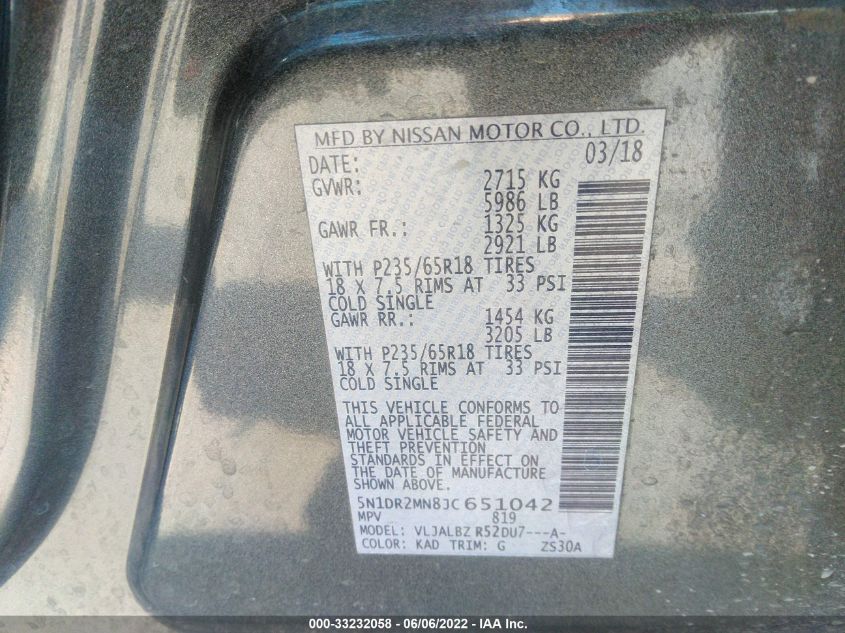 MFD BY NISSAN MOTOR CO., LTD.
DATE: 03/18
GVWR: 2715 KG
5986 LB
GAWR FR.: 1325 KG
2921 LB
WITH P235/65R18 TIRES
18 X 7.5 RIMS AT 33 PSI
COLD SINGLE
GAWR RR.: 1454 KG
3205 LB
WITH P235/65R18 TIRES
18 X 7.5 RIMS AT 33 PSI
COLD SINGLE
THIS VEHICLE CONFORMS TO
ALL APPLICABLE FEDERAL
MOTOR VEHICLE SAFETY AND
THEFT PREVENTION
STANDARDS IN EFFECT ON
THE DATE OF MANUFACTURE
SHOWN ABOVE.
5N1DR2MN8JC651042
MPV 819
MODEL: VLJALBZ R52DU7---A-
COLOR: KAD TRIM: G ZS30A
000-33232058 - 06/06/2022 - IAA Inc.